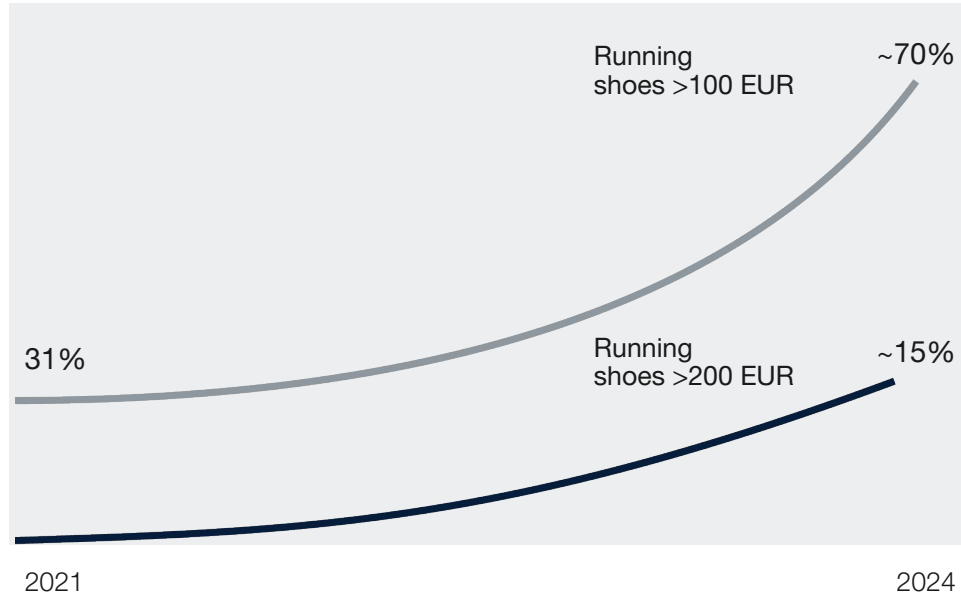 Running
shoes >100 EUR
~70%
31%
Running
shoes >200 EUR
~15%
2021
2024